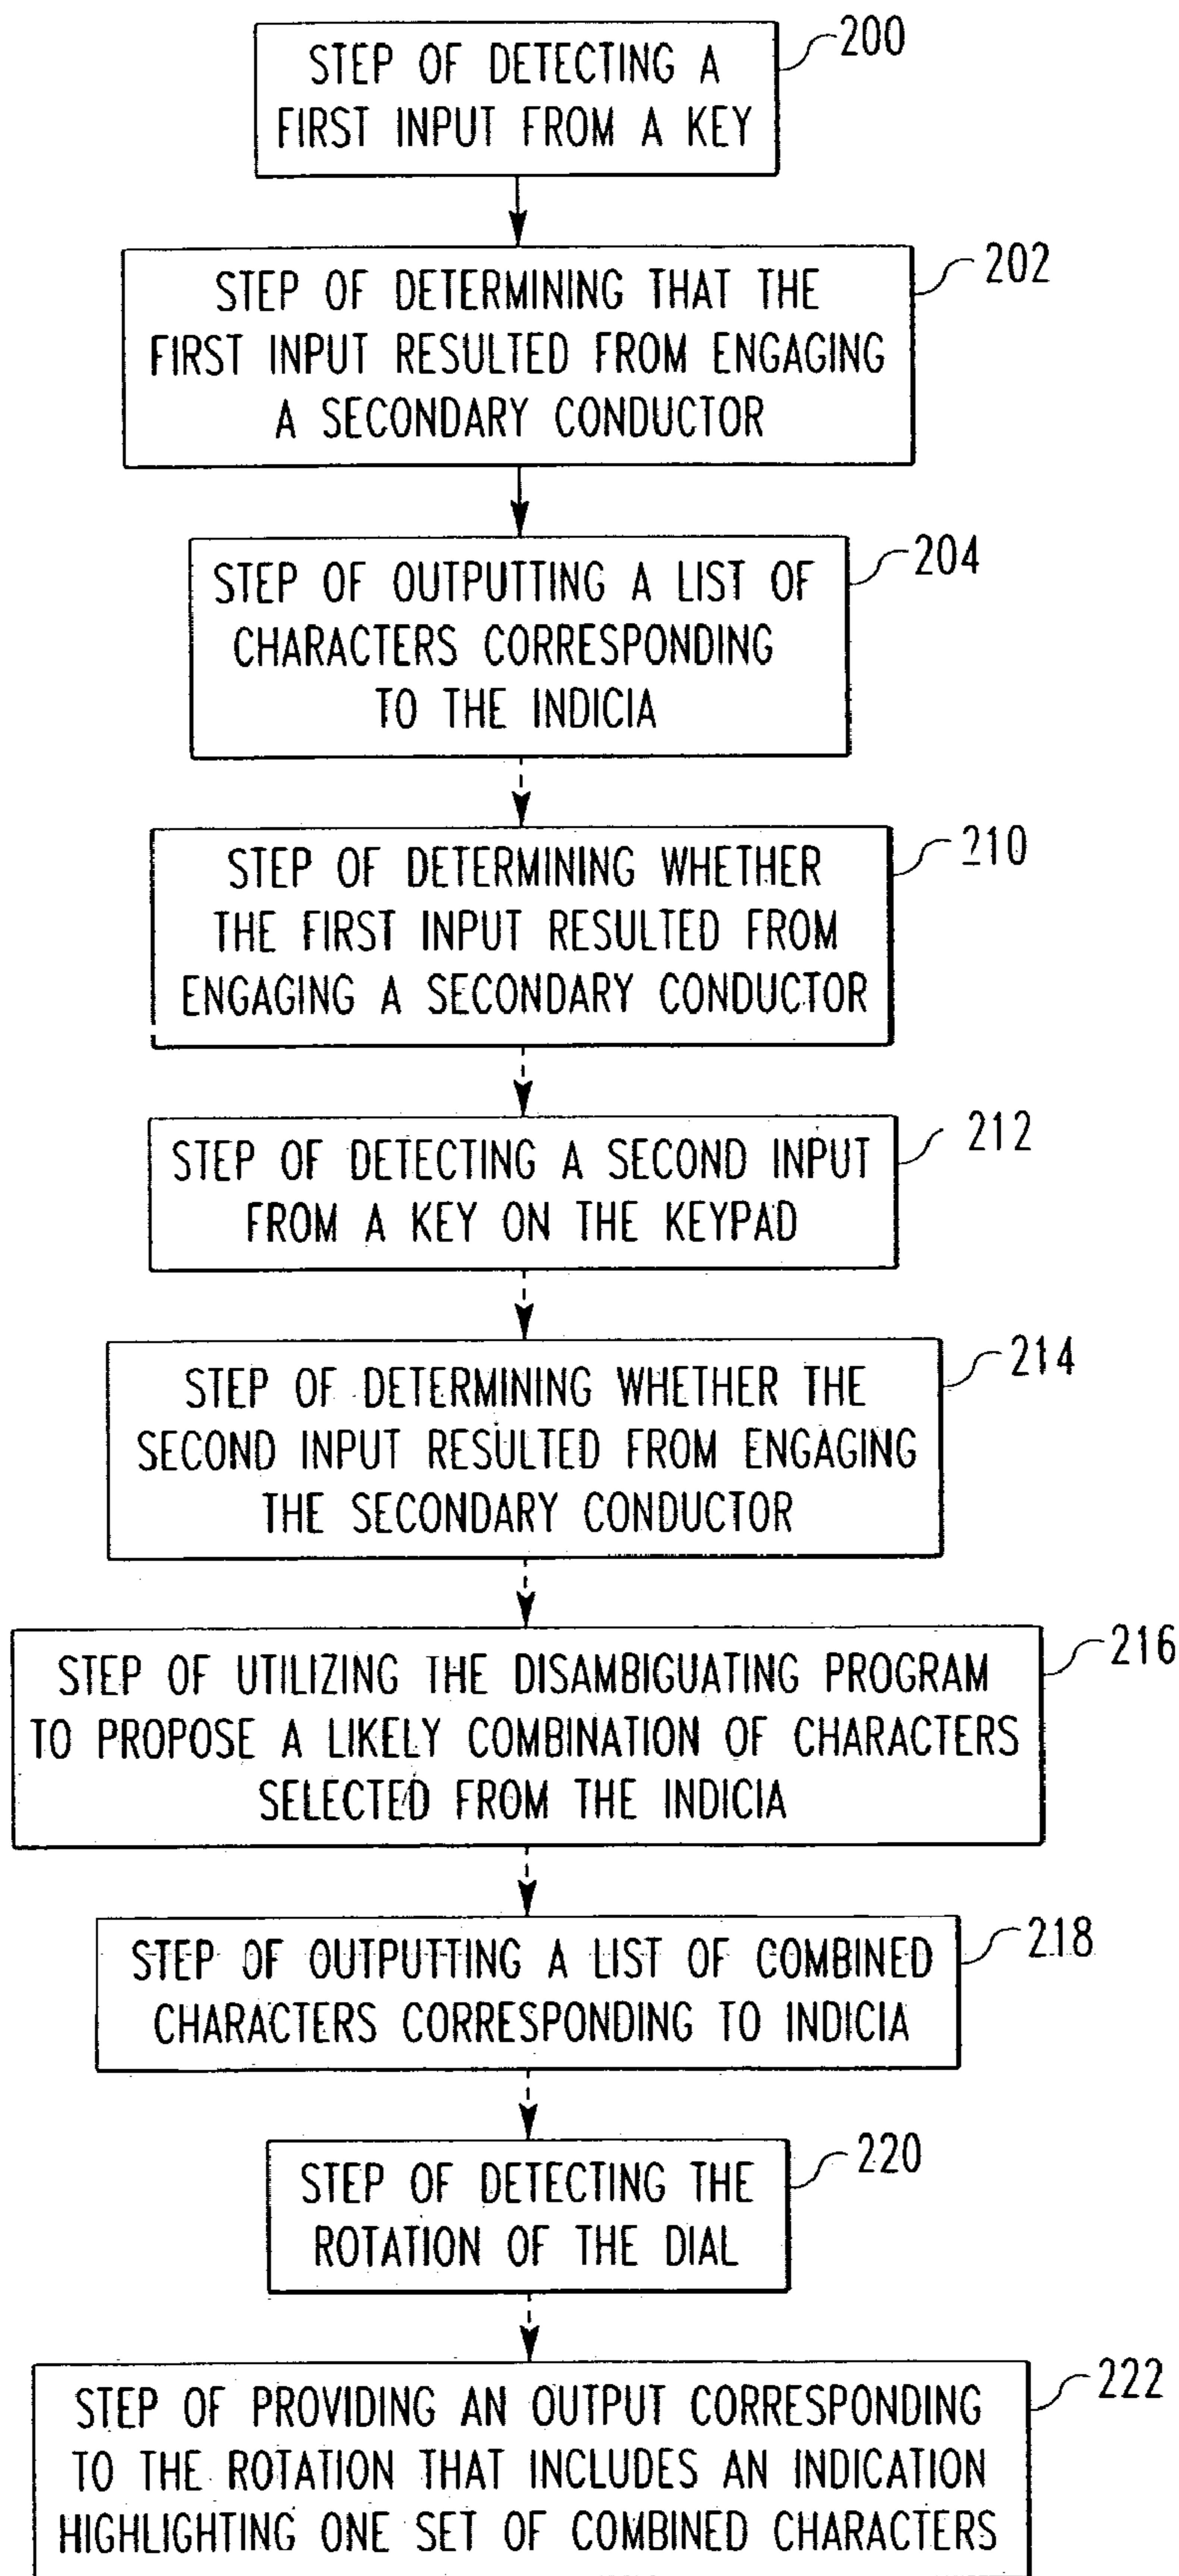 STEP OF DETECTING A
FIRST INPUT FROM A KEY
200
STEP OF DETERMINING THAT THE
FIRST INPUT RESULTED FROM ENGAGING
A SECONDARY CONDUCTOR
202
STEP OF OUTPUTTING A LIST OF
CHARACTERS CORRESPONDING
TO THE INDICIA
204
STEP OF DETERMINING WHETHER
THE FIRST INPUT RESULTED FROM
ENGAGING A SECONDARY CONDUCTOR
210
STEP OF DETECTING A SECOND INPUT
FROM A KEY ON THE KEYPAD
212
STEP OF DETERMINING WHETHER THE
SECOND INPUT RESULTED FROM ENGAGING
THE SECONDARY CONDUCTOR
214
STEP OF UTILIZING THE DISAMBIGUATING PROGRAM
TO PROPOSE A LIKELY COMBINATION OF CHARACTERS
SELECTED FROM THE INDICIA
216
STEP OF OUTPUTTING A LIST OF COMBINED
CHARACTERS CORRESPONDING TO INDICIA
218
STEP OF DETECTING THE
ROTATION OF THE DIAL
220
STEP OF PROVIDING AN OUTPUT CORRESPONDING
TO THE ROTATION THAT INCLUDES AN INDICATION
HIGHLIGHTING ONE SET OF COMBINED CHARACTERS
222